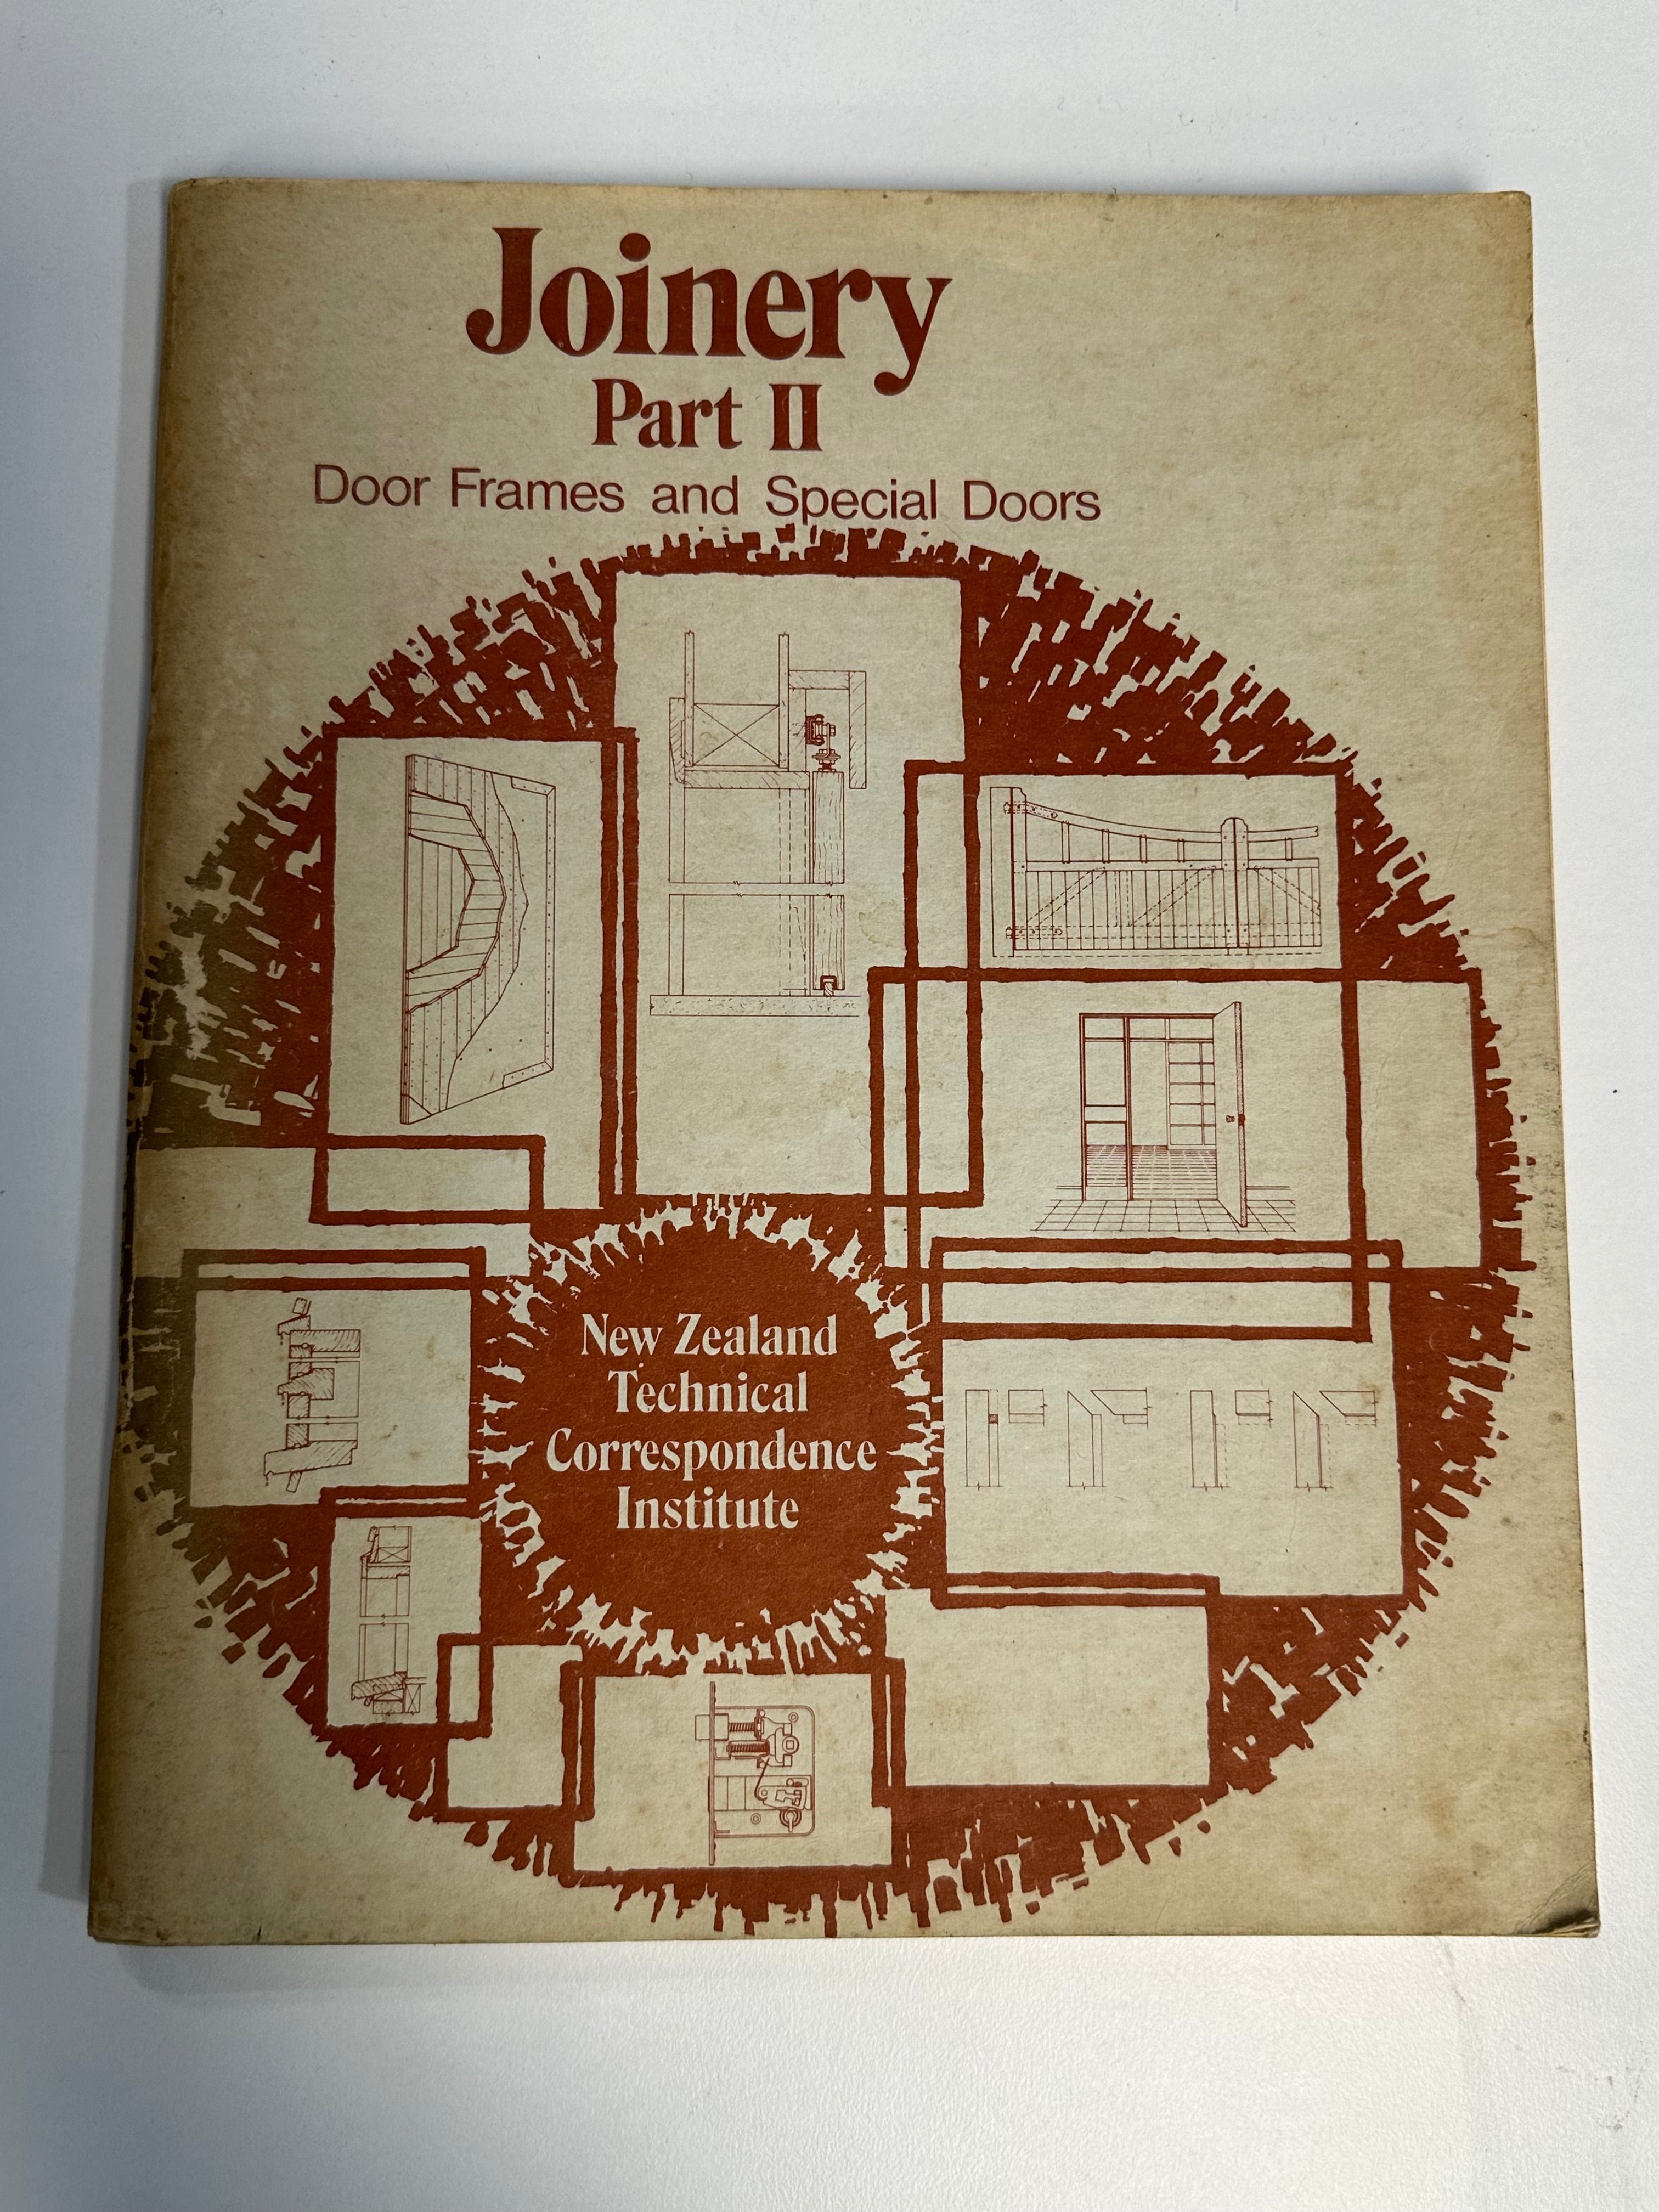 Joinery
Part II
Door Frames and Special Doors
New Zealand
Technical
Correspondence
Institute